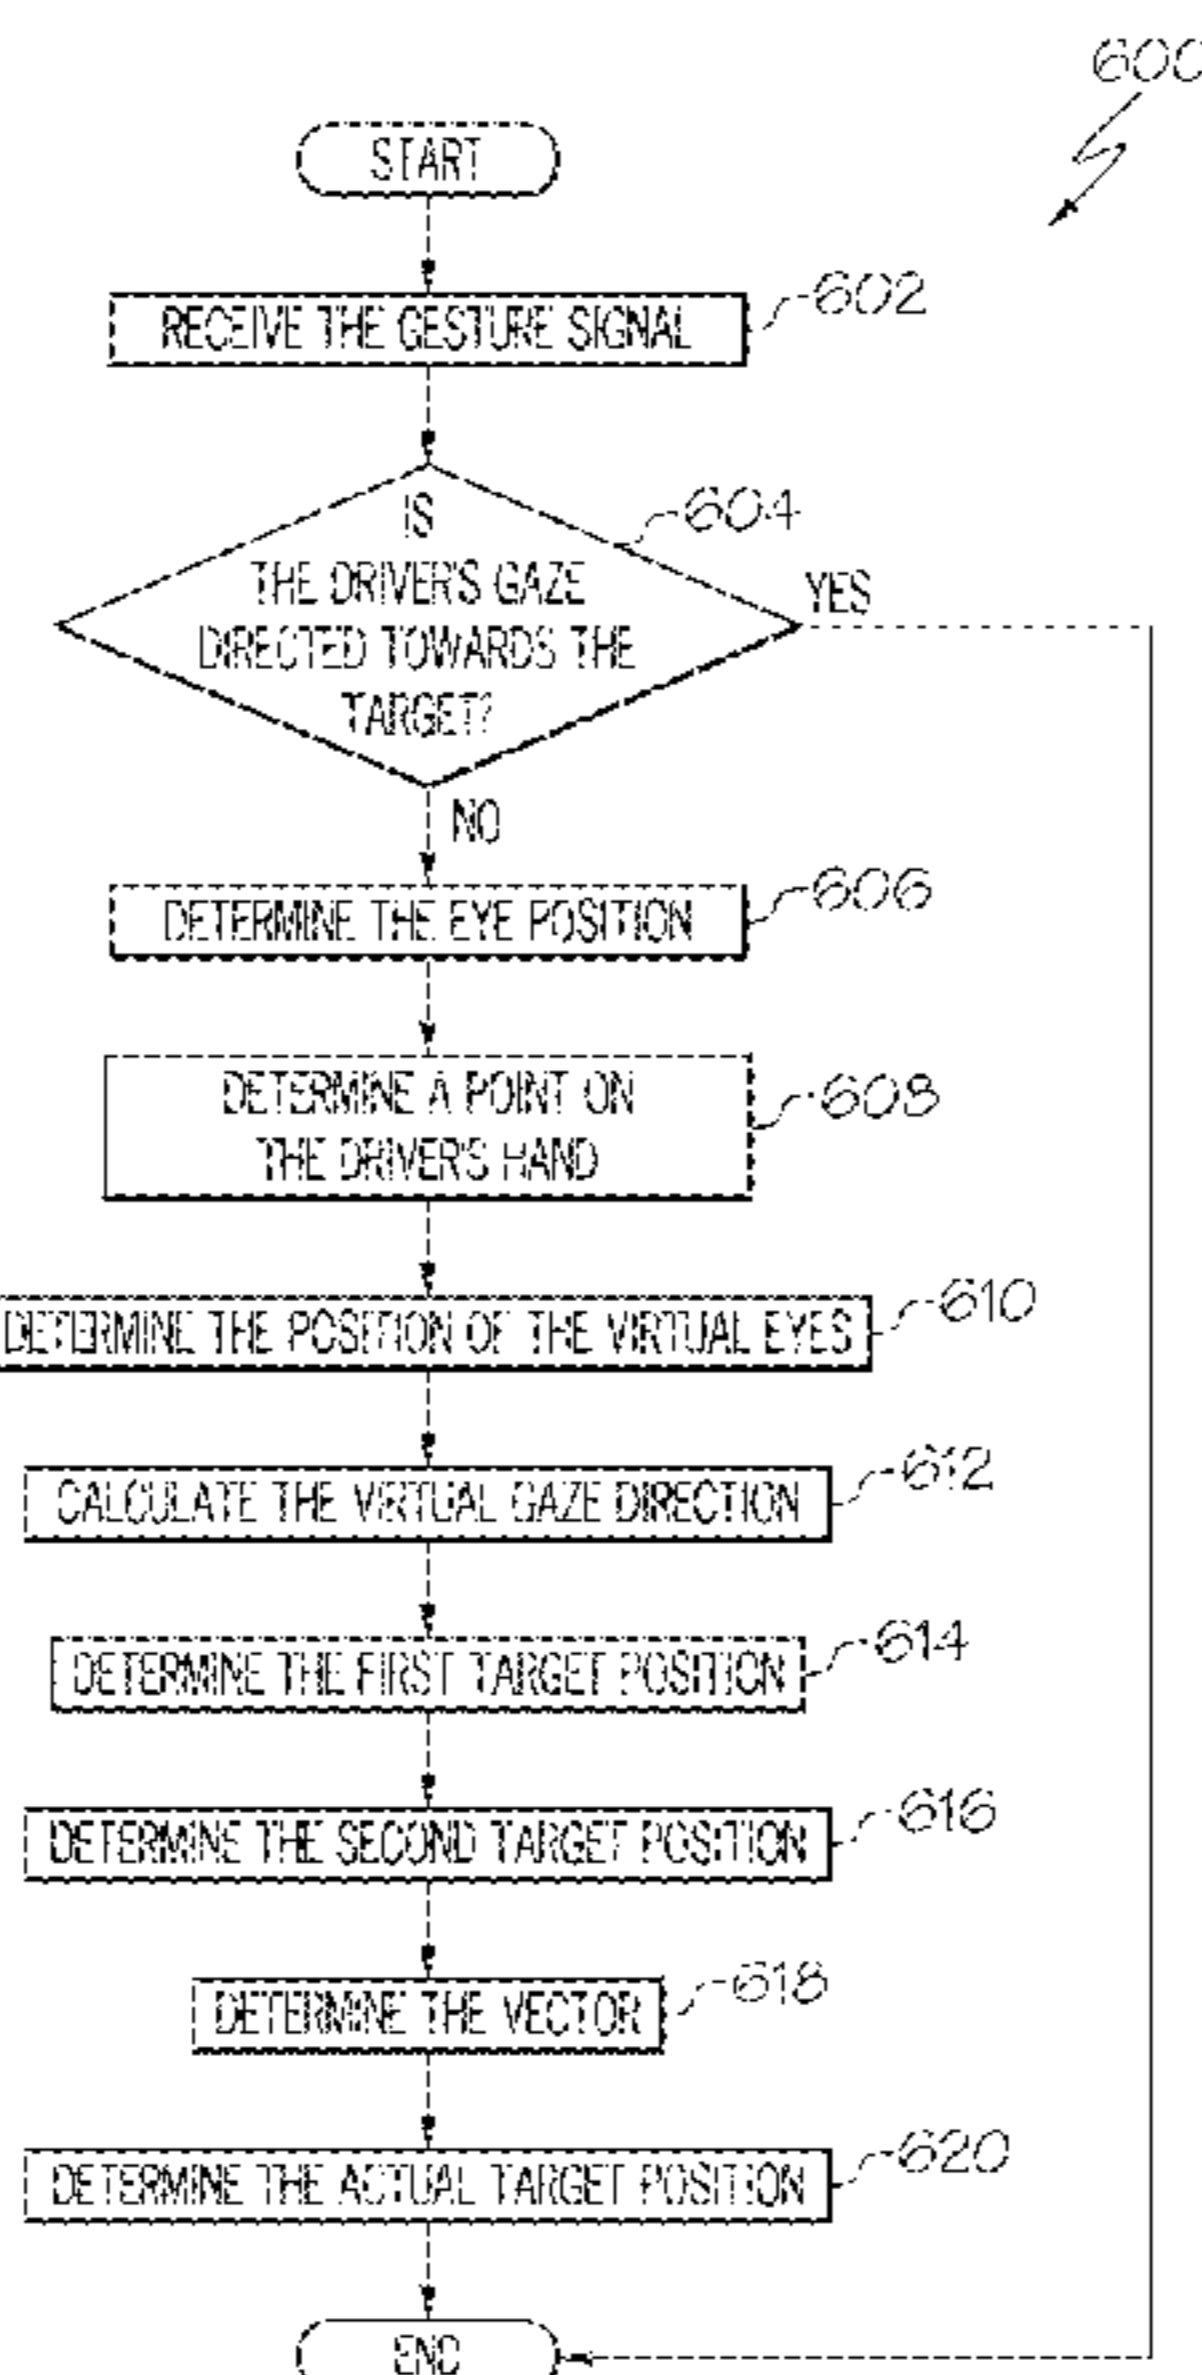 600
START
RECEIVE THE GESTURE SIGNAL
602
IS
THE DRIVER'S GAZE
DIRECTED TOWARDS THE
TARGET?
604
YES
NO
DETERMINE THE EYE POSITION
606
DETERMINE A POINT ON
THE DRIVER'S HAND
608
DETERMINE THE POSITION OF THE VIRTUAL EYES
610
CALCULATE THE VIRTUAL GAZE DIRECTION
612
DETERMINE THE FIRST TARGET POSITION
614
DETERMINE THE SECOND TARGET POSITION
616
DETERMINE THE VECTOR
618
DETERMINE THE ACTUAL TARGET POSITION
620
END